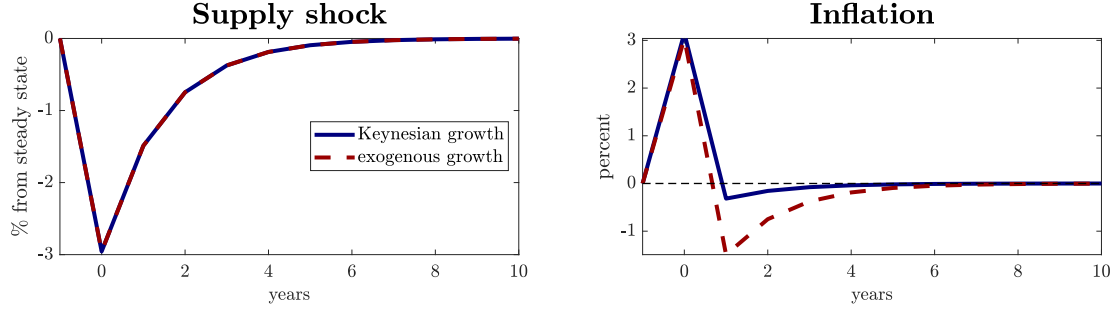 Supply shock
% from steady state
0
-1
-2
-3
0
2
4
6
8
10
years
Keynesian growth
exogenous growth
Inflation
percent
3
2
1
0
-1
0
2
4
6
8
10
years